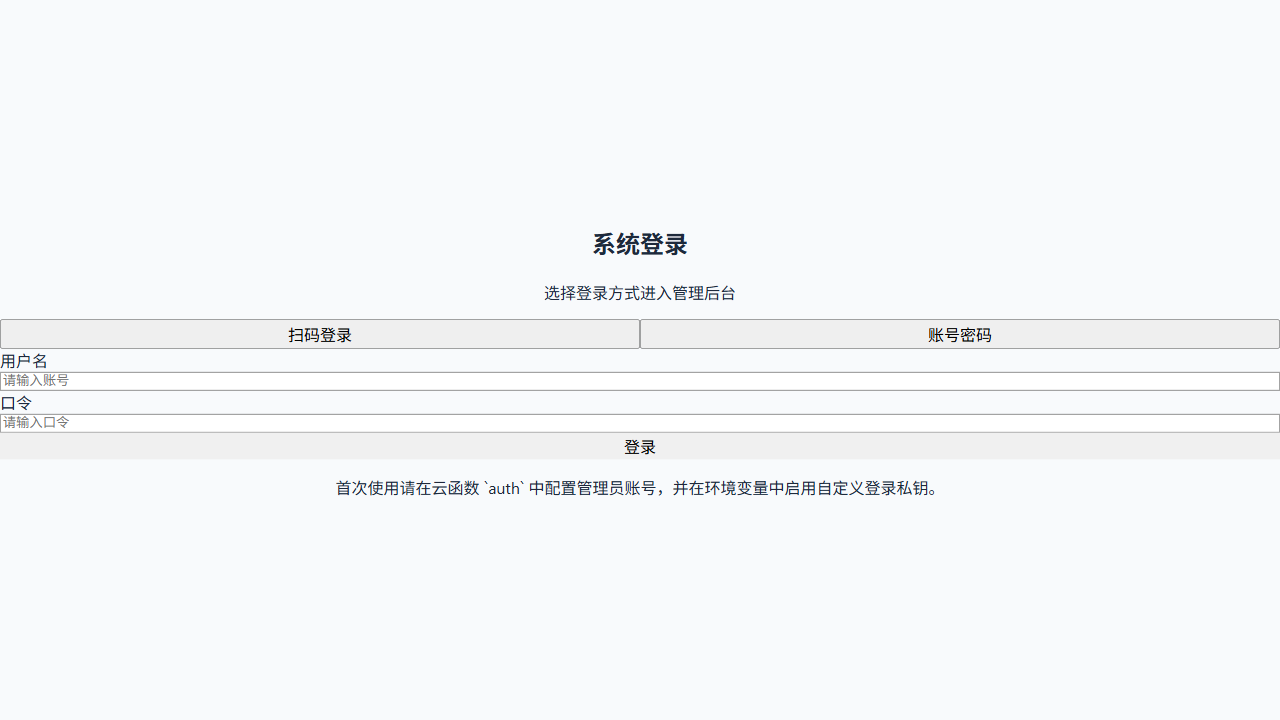 系统登录
选择登录方式进入管理后台
扫码登录 账号密码
用户名
请输入账号
口令
请输入口令
登录
首次使用请在云函数 `auth` 中配置管理员账号，并在环境变量中启用自定义登录私钥。